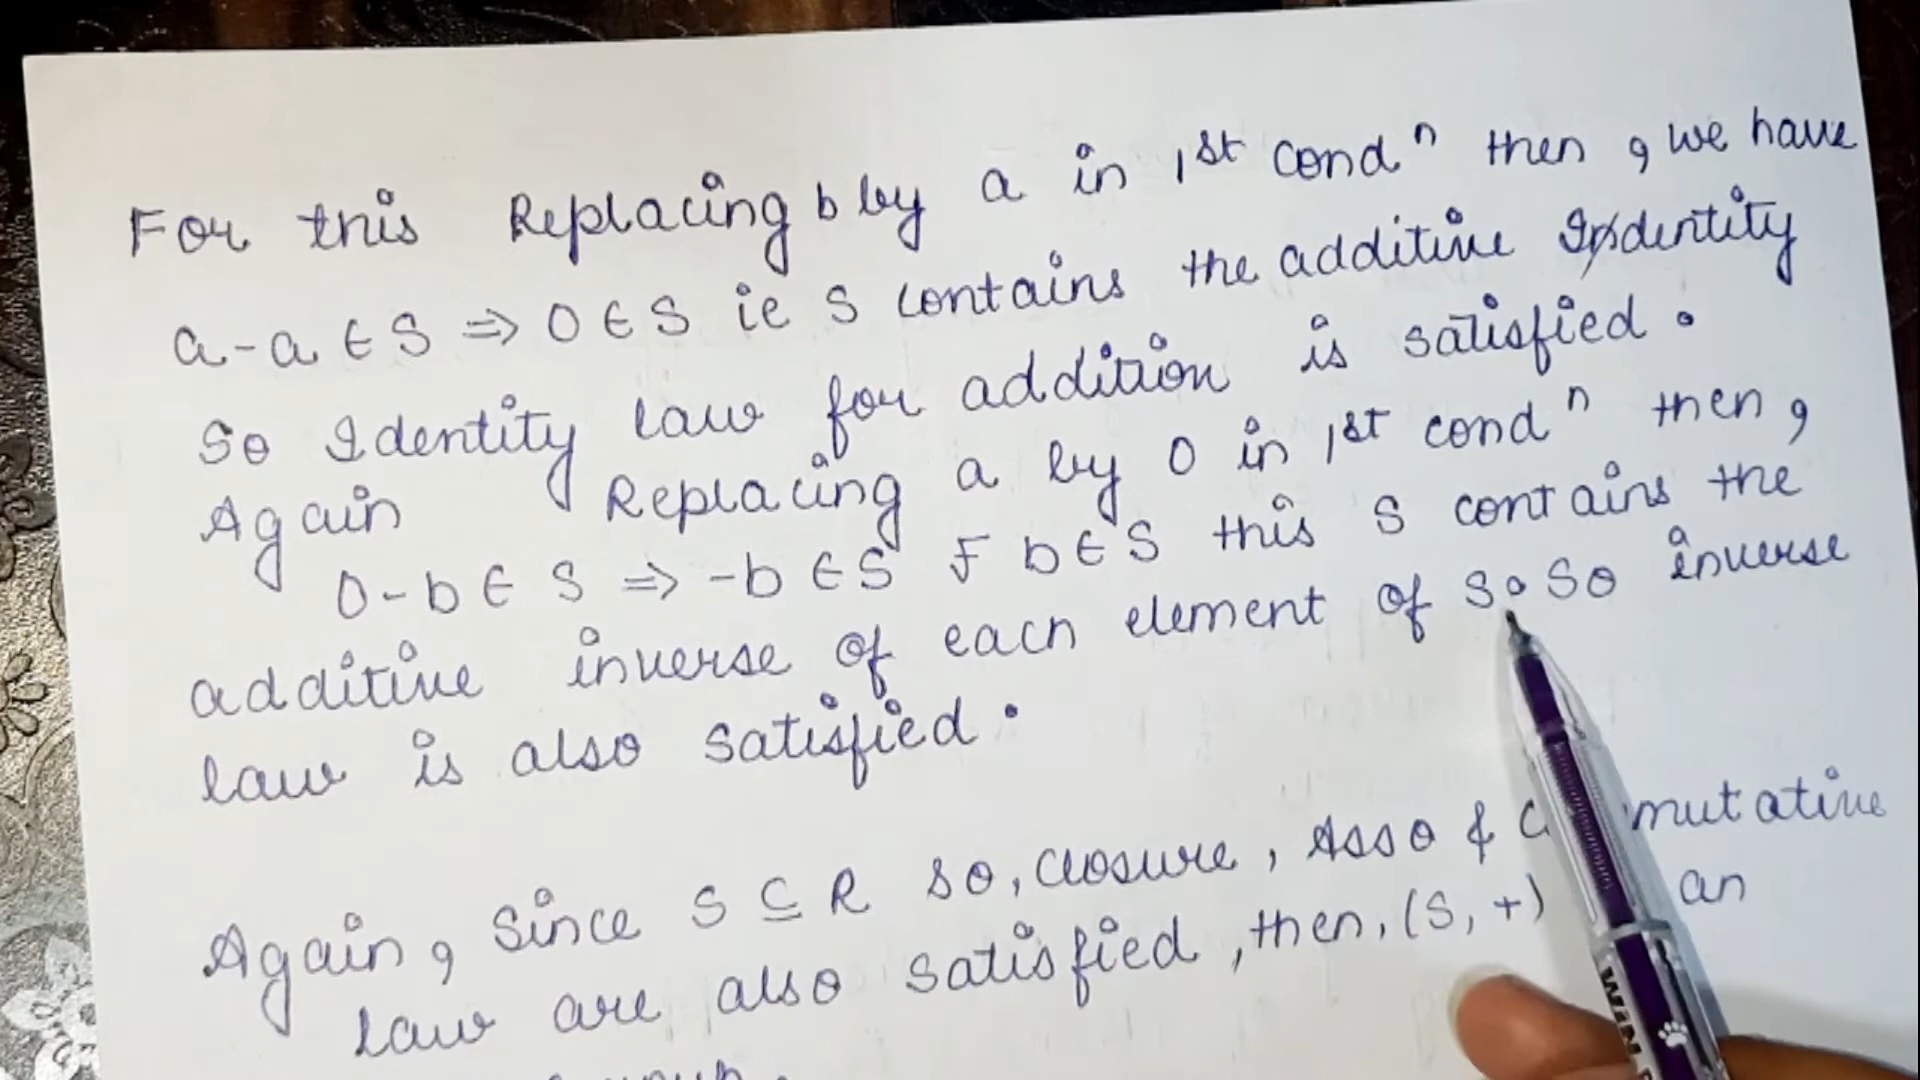 For this Replacing b by a in 1st condn then, we have
a-a ∈ S ⇒ 0 ∈ S ie S contains the additive Identity
So Identity law for addition is satisfied.
Again Replacing a by 0 in 1st condn then,
0-b ∈ S ⇒ -b ∈ S ∀ b ∈ S this S contains the
additive inverse of each element of S. So inverse
law is also satisfied.
Again, Since S ⊆ R so, closure, Asso & mutative
law are also satisfied, then, (S, +) an
WIN